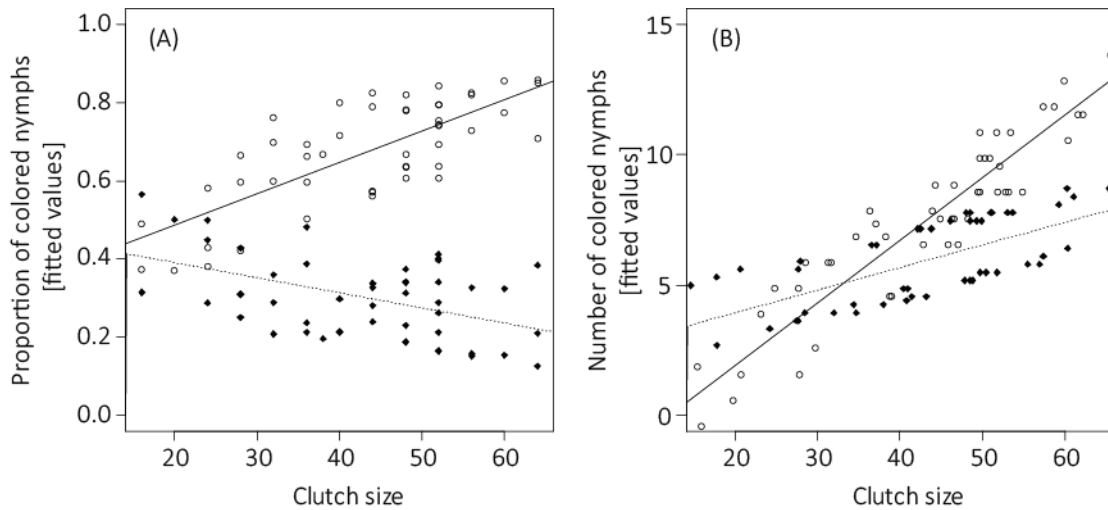 (A)
Proportion of colored nymphs
[fitted values]
1.0
0.8
0.6
0.4
0.2
0.0
20 30 40 50 60
Clutch size
(B)
Number of colored nymphs
[fitted values]
15
10
5
0
20 30 40 50 60
Clutch size